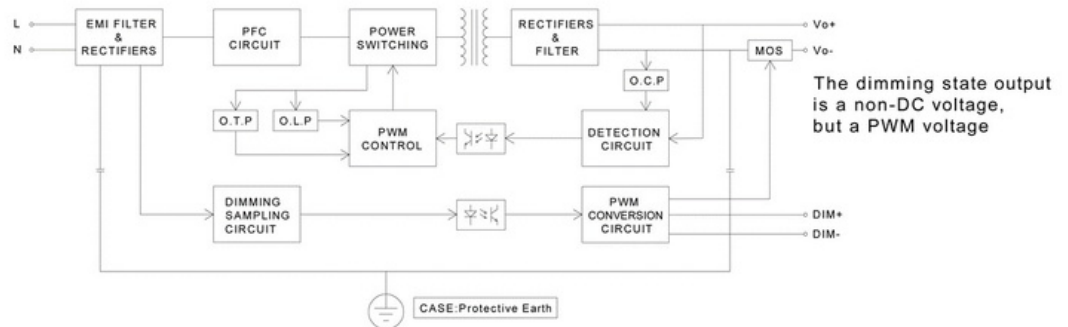 L
N
EMI FILTER
&
RECTIFIERS
PFC
CIRCUIT
POWER
SWITCHING
RECTIFIERS
&
FILTER
Vo+
Vo-
MOS
O.C.P
The dimming state output
is a non-DC voltage,
but a PWM voltage
O.T.P
O.L.P
PWM
CONTROL
DETECTION
CIRCUIT
DIMMING
SAMPLING
CIRCUIT
PWM
CONVERSION
CIRCUIT
DIM+
DIM-
CASE:Protective Earth